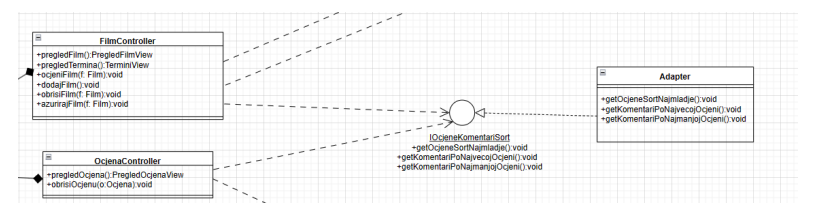 FilmController
+pregledFilm():PregledFilmView
+pregledTermina():TerminiView
+ocjeniFilm(f: Film):void
+dodajFilm():void
+obrisiFilm(f: Film):void
+azurirajFilm(f: Film):void
Adapter
+getOcjeneSortNajmladje():void
+getKomentariPoNajvecojOcjeni():void
+getKomentariPoNajmanjojOcjeni():void
IOcjeneKomentariSort
+getOcjeneSortNajmladje():void
+getKomentariPoNajvecojOcjeni():void
+getKomentariPoNajmanjojOcjeni():void
OcjenaController
+pregledOcjena():PregledOcjenaView
+obrisiOcjenu(o:Ocjena):void